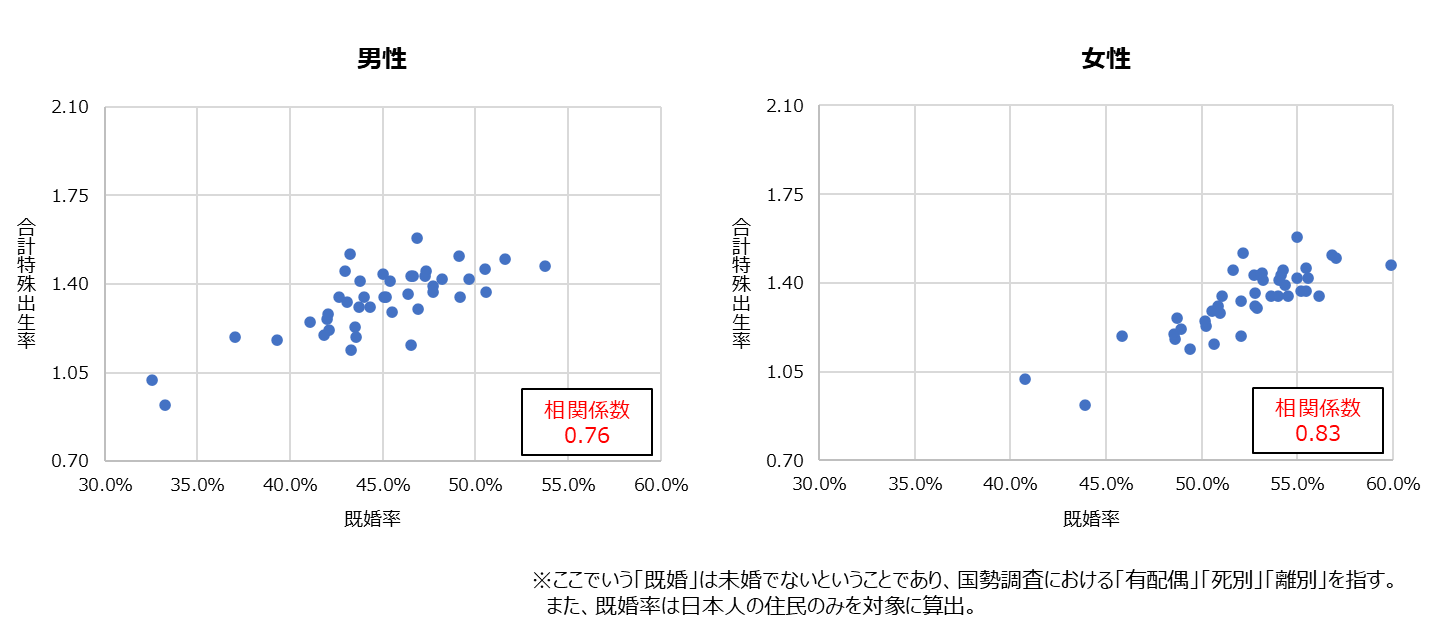 男性
2.10
1.75
1.40
1.05
0.70
合計特殊出生率
30.0% 35.0% 40.0% 45.0% 50.0% 55.0% 60.0%
既婚率
相関係数
0.76
女性
2.10
1.75
1.40
1.05
0.70
合計特殊出生率
30.0% 35.0% 40.0% 45.0% 50.0% 55.0% 60.0%
既婚率
相関係数
0.83
※ここでいう「既婚」は未婚でないということであり、国勢調査における「有配偶」「死別」「離別」を指す。
また、既婚率は日本人の住民のみを対象に算出。